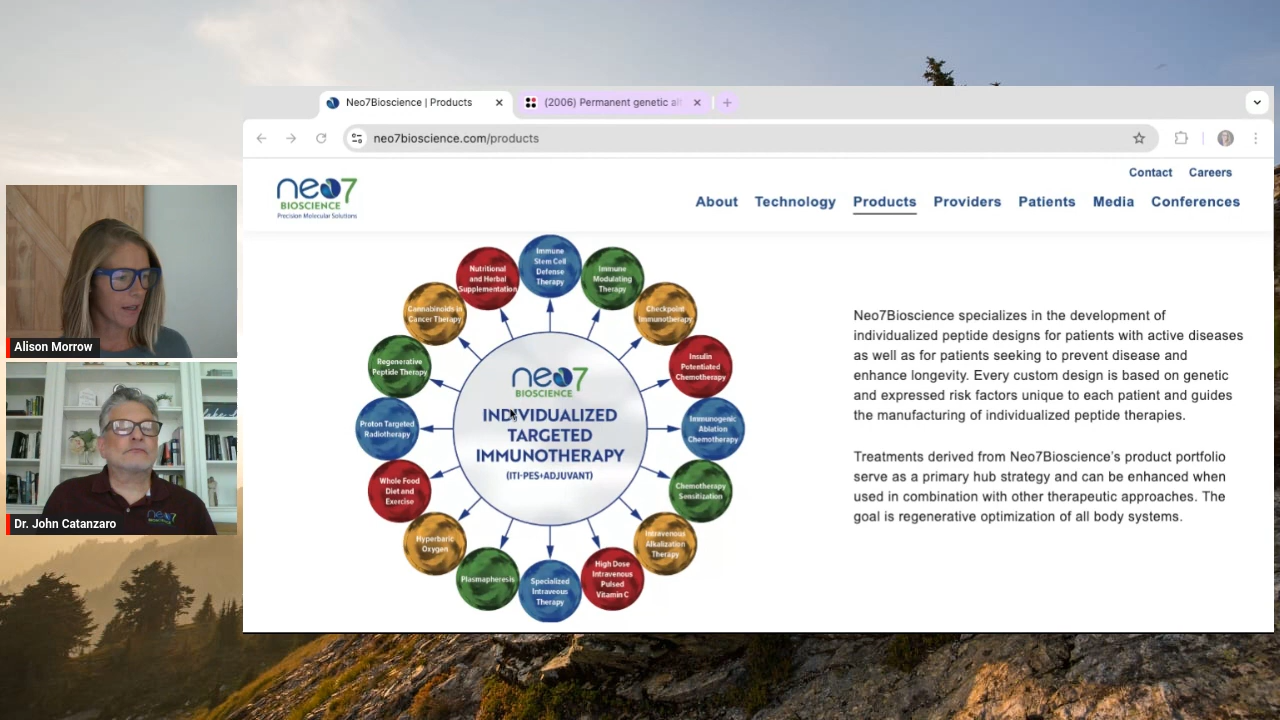 Neo7Bioscience | Products
(2006) Permanent genetic al
neo7bioscience.com/products
Contact
Careers
neo7
BIOSCIENCE
Precision Molecular Solutions
About
Technology
Products
Providers
Patients
Media
Conferences
Immune
Stem Cell
Defense
Therapy
Immune
Modulating
Therapy
Checkpoint
Immunotherapy
Insulin
Potentiated
Chemotherapy
Immunogenic
Ablation
Chemotherapy
Chemotherapy
Sensitization
Intravenous
Alkalization
Therapy
High Dose
Intravenous
Pulsed
Vitamin C
Specialized
Intraveous
Therapy
Plasmapheresis
Hyperbaric
Oxygen
Whole Food
Diet and
Exercise
Proton Targeted
Radiotherapy
Regenerative
Peptide Therapy
Cannabinoids in
Cancer Therapy
Nutritional
and Herbal
Supplementation
neo7
BIOSCIENCE
INDIVIDUALIZED
TARGETED
IMMUNOTHERAPY
(ITI-PES+ADJUVANT)
Neo7Bioscience specializes in the development of
individualized peptide designs for patients with active diseases
as well as for patients seeking to prevent disease and
enhance longevity. Every custom design is based on genetic
and expressed risk factors unique to each patient and guides
the manufacturing of individualized peptide therapies.
Treatments derived from Neo7Bioscience's product portfolio
serve as a primary hub strategy and can be enhanced when
used in combination with other therapeutic approaches. The
goal is regenerative optimization of all body systems.
Alison Morrow
neo7
Dr. John Catanzaro